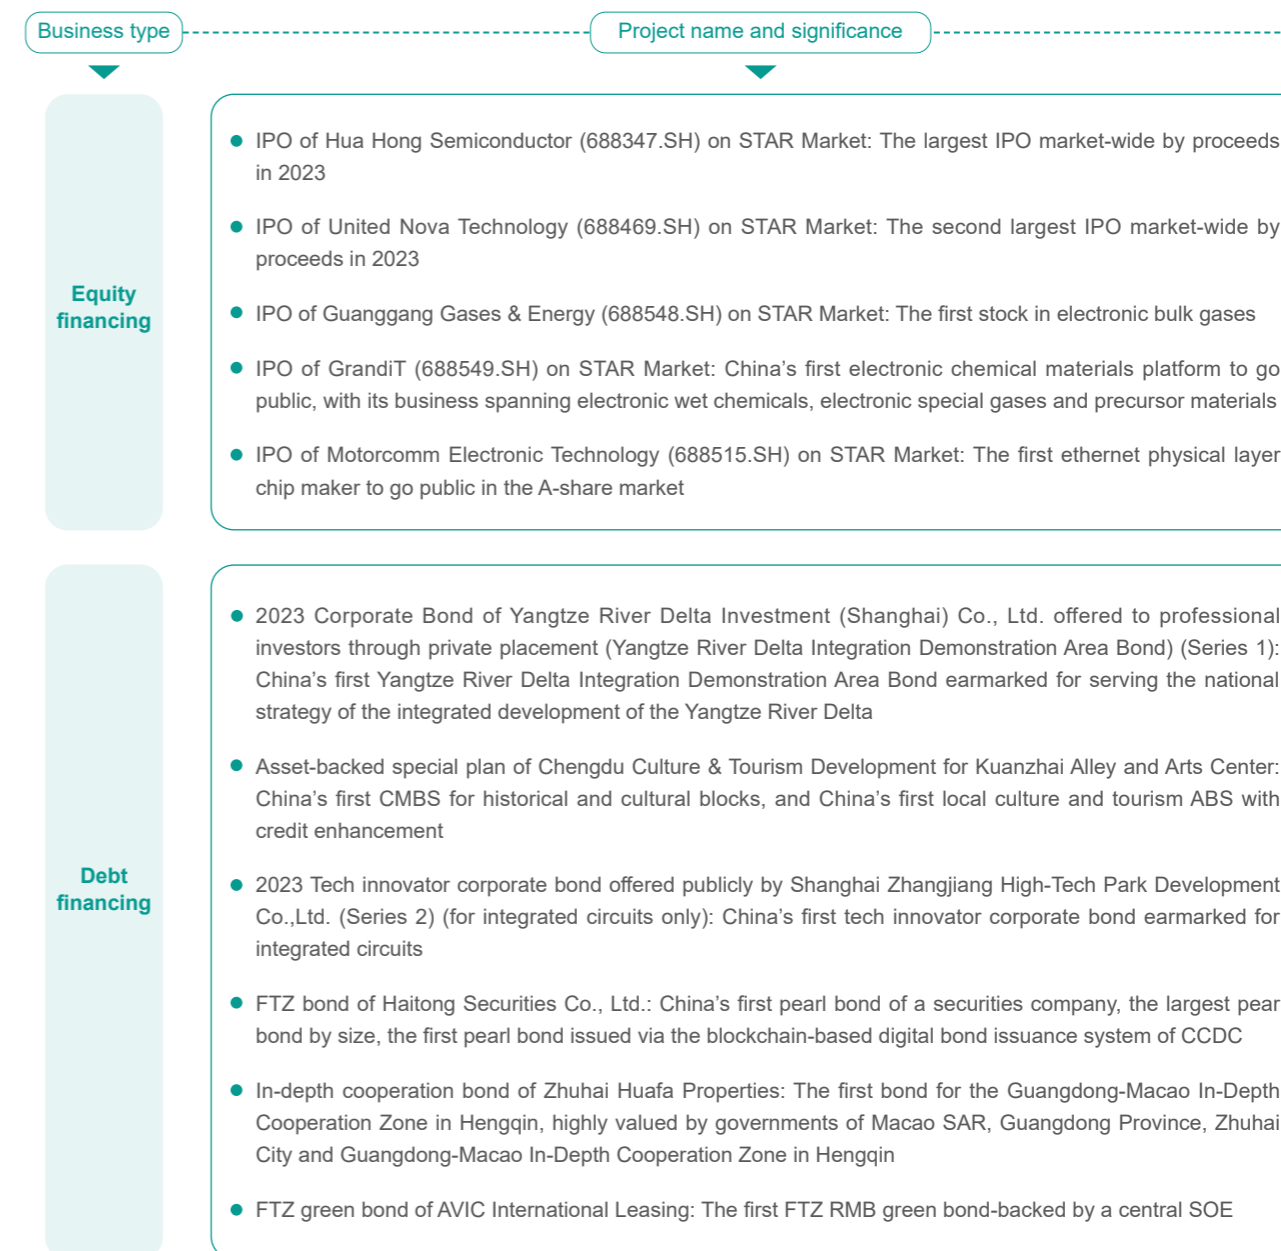 Business type
Project name and significance
Equity
financing
IPO of Hua Hong Semiconductor (688347.SH) on STAR Market: The largest IPO market-wide by proceeds
in 2023
IPO of United Nova Technology (688469.SH) on STAR Market: The second largest IPO market-wide by
proceeds in 2023
IPO of Guanggang Gases & Energy (688548.SH) on STAR Market: The first stock in electronic bulk gases
IPO of GrandiT (688549.SH) on STAR Market: China's first electronic chemical materials platform to go
public, with its business spanning electronic wet chemicals, electronic special gases and precursor materials
IPO of Motorcomm Electronic Technology (688515.SH) on STAR Market: The first ethernet physical layer
chip maker to go public in the A-share market
Debt
financing
2023 Corporate Bond of Yangtze River Delta Investment (Shanghai) Co., Ltd. offered to professional
investors through private placement (Yangtze River Delta Integration Demonstration Area Bond) (Series 1):
China's first Yangtze River Delta Integration Demonstration Area Bond earmarked for serving the national
strategy of the integrated development of the Yangtze River Delta
Asset-backed special plan of Chengdu Culture & Tourism Development for Kuanzhai Alley and Arts Center:
China's first CMBS for historical and cultural blocks, and China's first local culture and tourism ABS with
credit enhancement
2023 Tech innovator corporate bond offered publicly by Shanghai Zhangjiang High-Tech Park Development
Co.,Ltd. (Series 2) (for integrated circuits only): China's first tech innovator corporate bond earmarked for
integrated circuits
FTZ bond of Haitong Securities Co., Ltd.: China's first pearl bond of a securities company, the largest pear
bond by size, the first pearl bond issued via the blockchain-based digital bond issuance system of CCDC
In-depth cooperation bond of Zhuhai Huafa Properties: The first bond for the Guangdong-Macao In-Depth
Cooperation Zone in Hengqin, highly valued by governments of Macao SAR, Guangdong Province, Zhuhai
City and Guangdong-Macao In-Depth Cooperation Zone in Hengqin
FTZ green bond of AVIC International Leasing: The first FTZ RMB green bond-backed by a central SOE